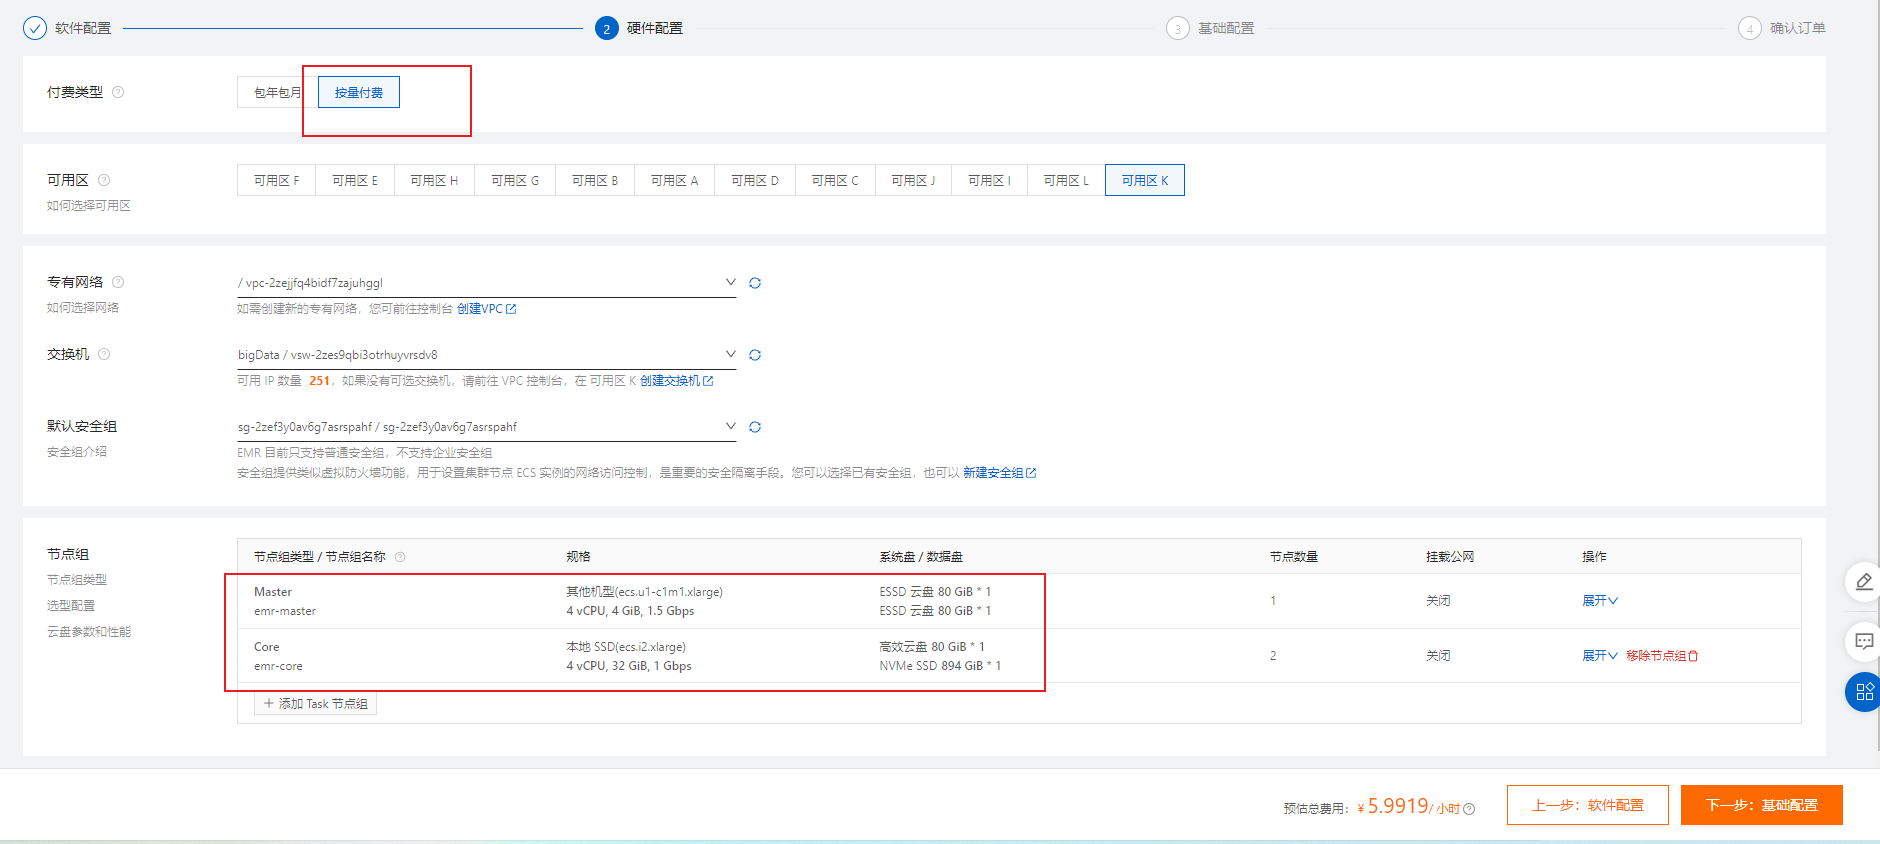 软件配置
2 硬件配置
3 基础配置
4 确认订单
付费类型
包年包月 按量付费
可用区
如何选择可用区
可用区 F 可用区 E 可用区 H 可用区 G 可用区 B 可用区 A 可用区 D 可用区 C 可用区 J 可用区 I 可用区 L 可用区 K
专有网络
如何选择网络
/ vpc-2zejjfq4bidf7zajuhggl
如需创建新的专有网络，您可前往控制台 创建VPC
交换机
bigData / vsw-2zes9qbi3otrhuyvrsdv8
可用 IP 数量 251，如果没有可选交换机，请前往 VPC 控制台，在 可用区 K 创建交换机
默认安全组
安全组介绍
sg-2zef3y0av6g7asrspahf / sg-2zef3y0av6g7asrspahf
EMR 目前只支持普通安全组，不支持企业安全组
安全组提供类似虚拟防火墙功能，用于设置集群节点 ECS 实例的网络访问控制，是重要的安全隔离手段。您可以选择已有安全组，也可以 新建安全组
节点组
节点组类型
选型配置
云盘参数和性能
节点组类型 / 节点组名称 规格 系统盘 / 数据盘 节点数量 挂载公网 操作
Master 其他机型(ecs.u1-c1m1.xlarge) ESSD 云盘 80 GiB * 1
emr-master 4 vCPU, 4 GiB, 1.5 Gbps ESSD 云盘 80 GiB * 1
1 关闭 展开
Core 本地 SSD(ecs.i2.xlarge) 高效云盘 80 GiB * 1
emr-core 4 vCPU, 32 GiB, 1 Gbps NVMe SSD 894 GiB * 1
2 关闭 展开 移除节点组
+ 添加 Task 节点组
预估总费用：¥ 5.9919/ 小时
上一步：软件配置
下一步：基础配置